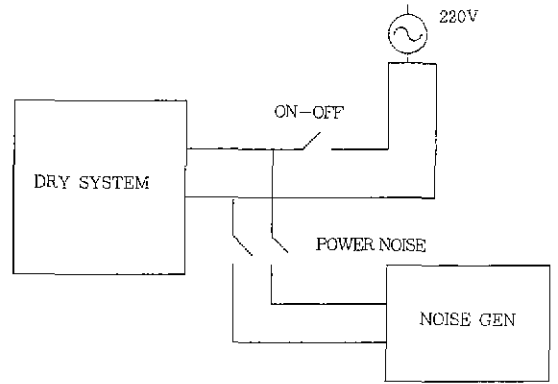 220V
ON-OFF
DRY SYSTEM
POWER NOISE
NOISE GEN